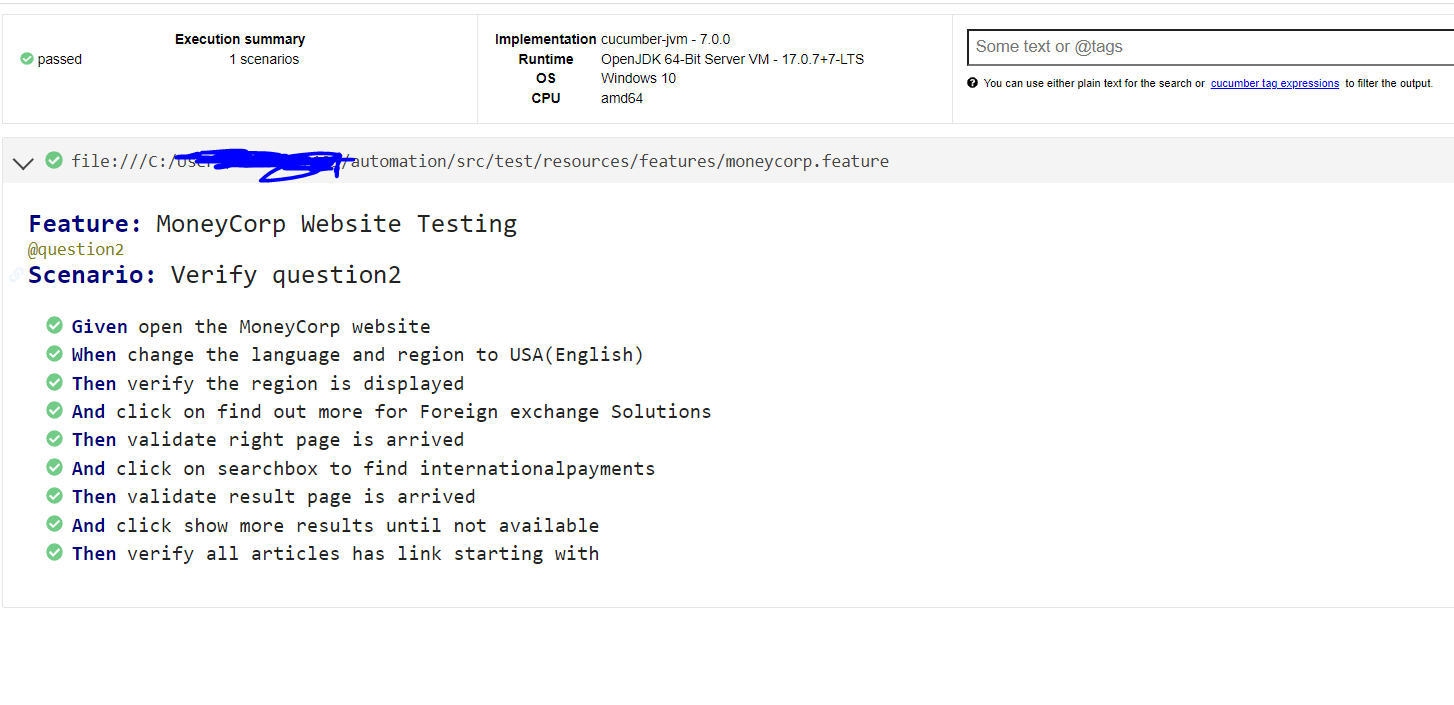 passed
Execution summary
1 scenarios
Implementation cucumber-jvm - 7.0.0
Runtime OpenJDK 64-Bit Server VM - 17.0.7+7-LTS
OS Windows 10
CPU amd64
Some text or @tags
You can use either plain text for the search or cucumber tag expressions to filter the output.
file:///C:/ /automation/src/test/resources/features/moneycorp.feature
Feature: MoneyCorp Website Testing
@question2
Scenario: Verify question2
Given open the MoneyCorp website
When change the language and region to USA(English)
Then verify the region is displayed
And click on find out more for Foreign exchange Solutions
Then validate right page is arrived
And click on searchbox to find internationalpayments
Then validate result page is arrived
And click show more results until not available
Then verify all articles has link starting with